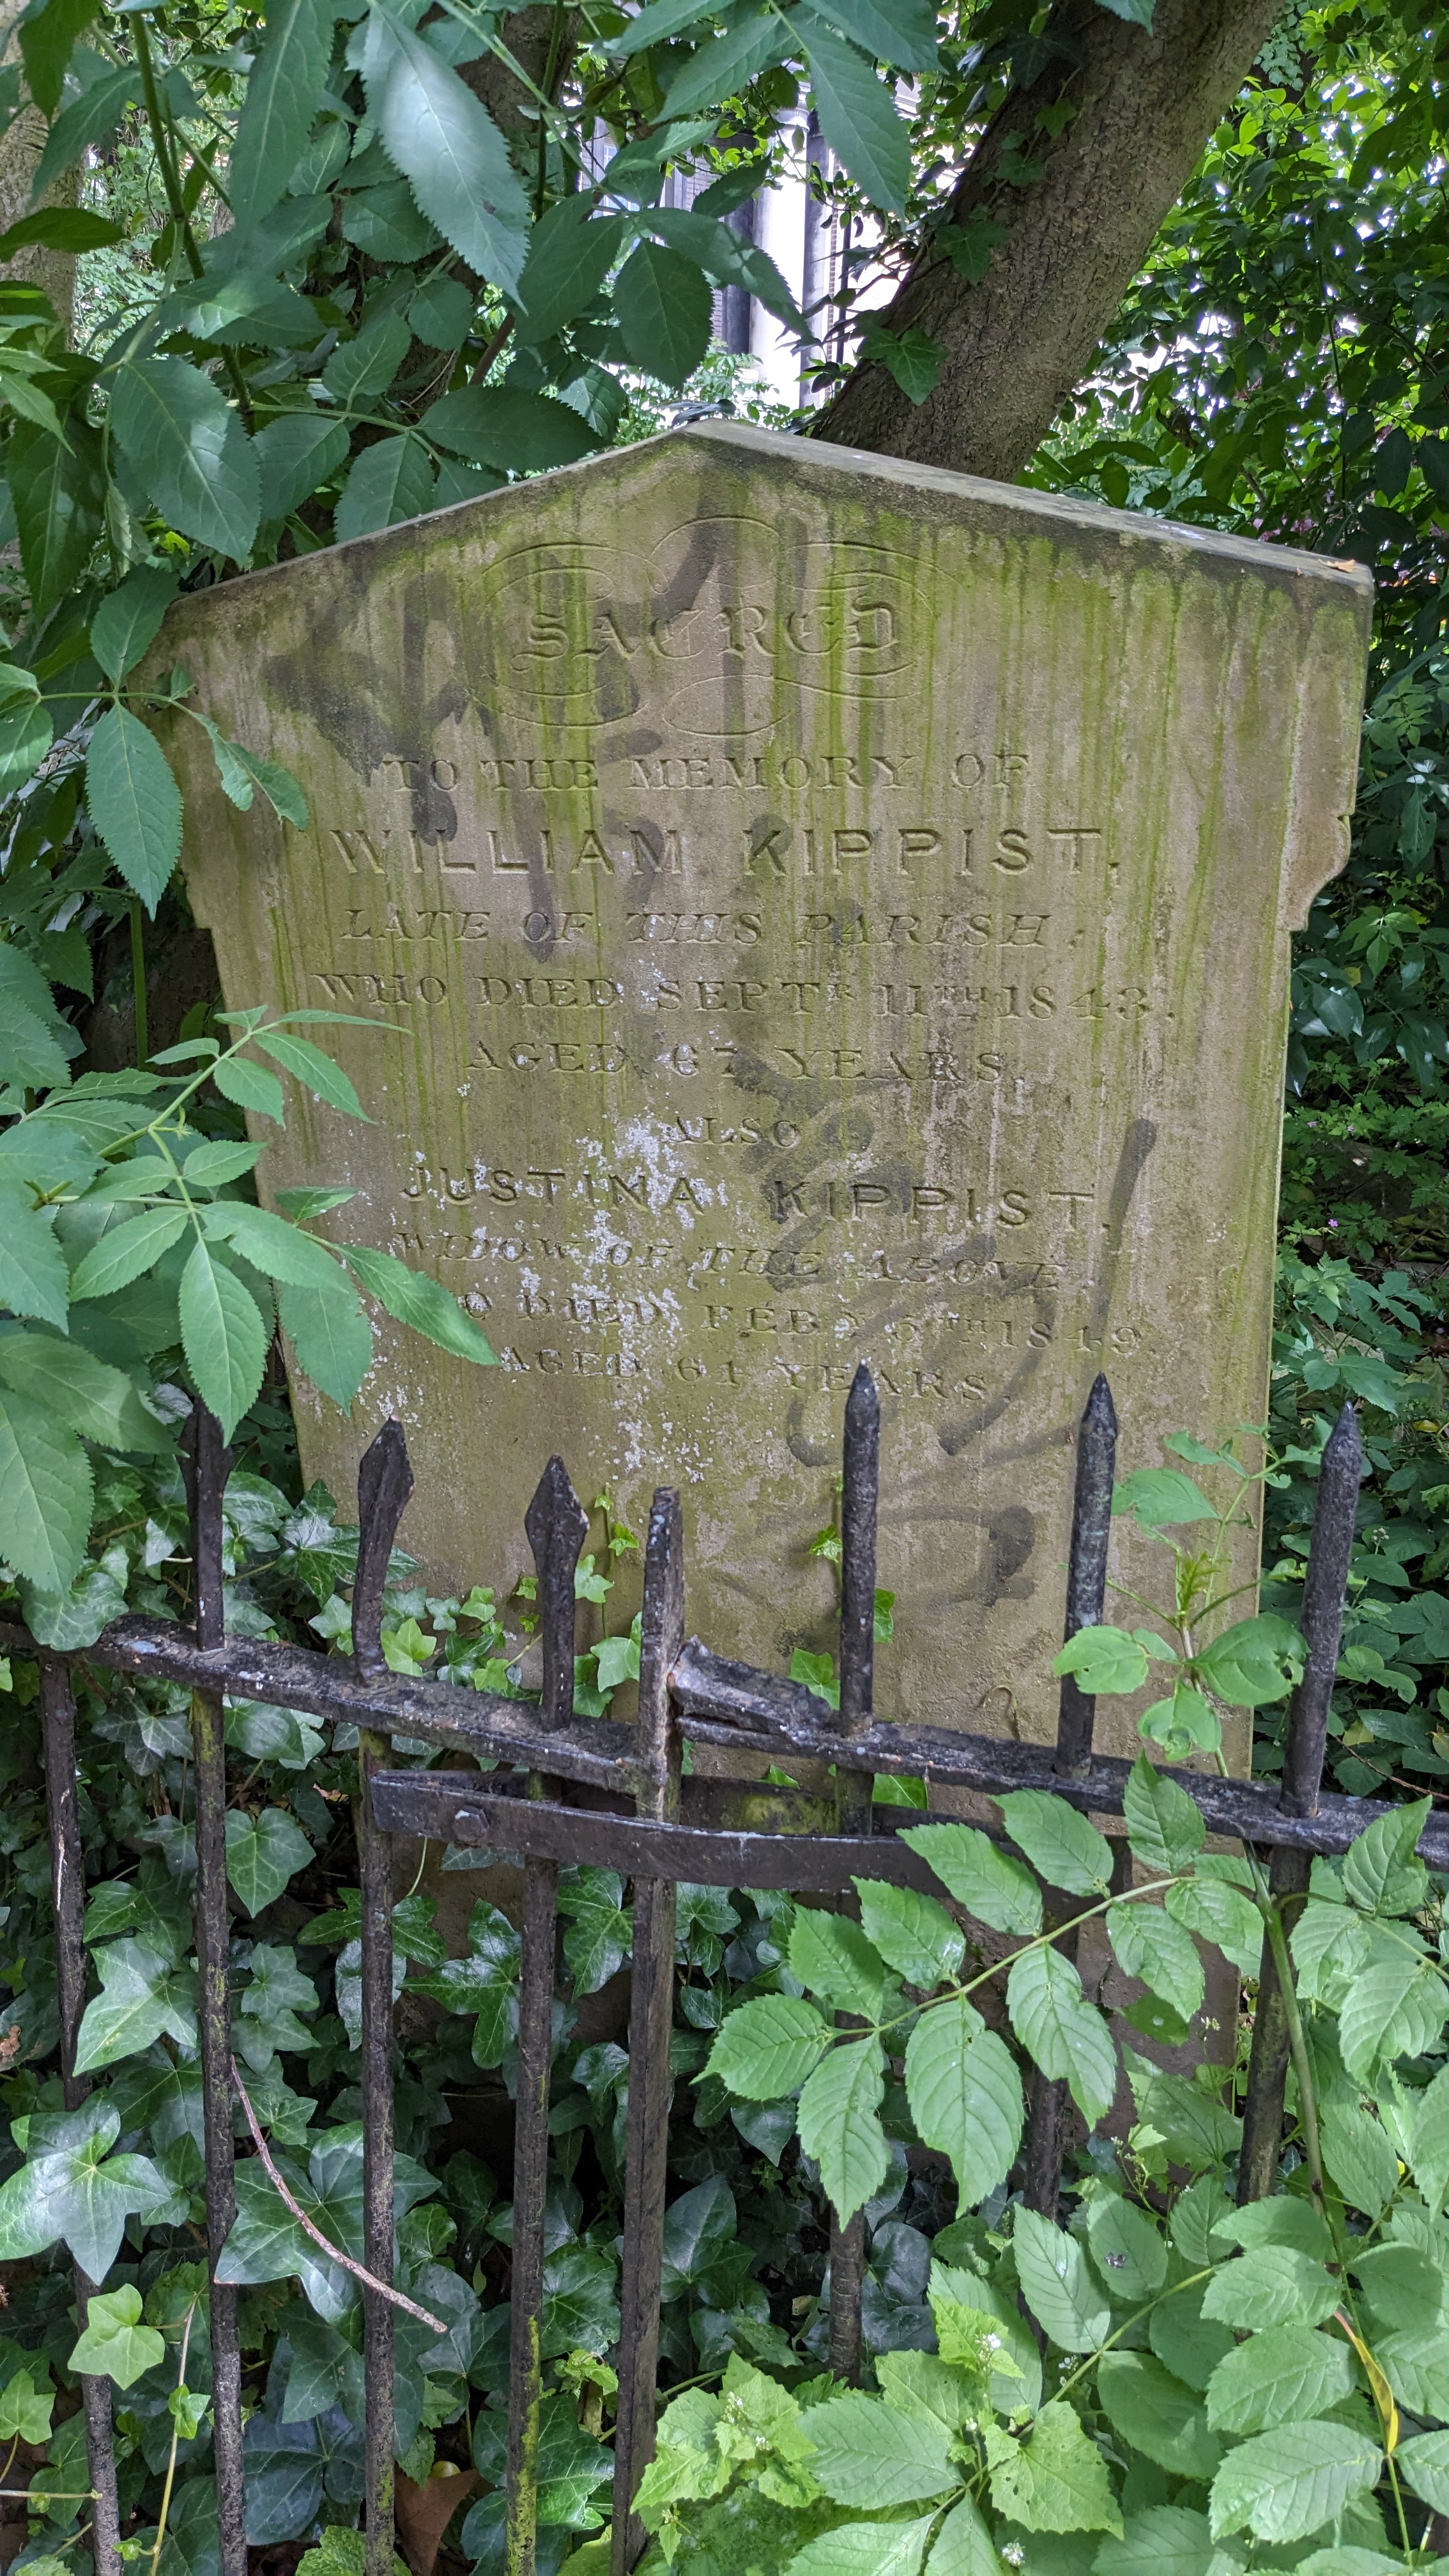 SACRED
TO THE MEMORY OF
WILLIAM KIPPIST,
LATE OF THIS PARISH.
WHO DIED SEPTR 11TH 1843.
AGED 67 YEARS.
ALSO
JUSTINA KIPPIST,
WIDOW OF THE ABOVE.
DIED FEBY 5TH 1849.
AGED 61 YEARS